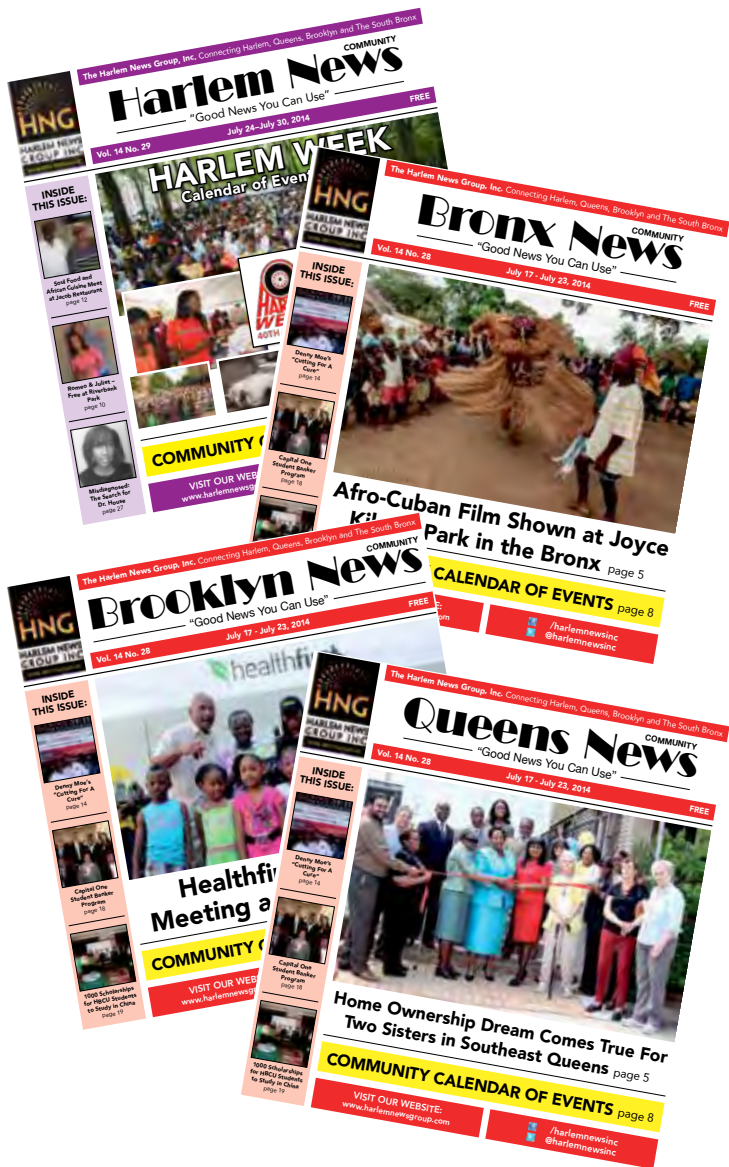 The Harlem News Group, Inc. Connecting Harlem, Queens, Brooklyn and The South Bronx
HNG
HARLEM NEWS
GROUP INC
COMMUNITY
Harlem News
"Good News You Can Use"
Vol. 14 No. 29
July 24–July 30, 2014
FREE
INSIDE
THIS ISSUE:
Soul Food and
African Cuisine Meet
at Jacob Restaurant
page 12
Romeo & Juliet –
Free at Riverbank
Park
page 10
Misdiagnosed:
The Search for
Dr. House
page 27
HARLEM WEEK
Calendar of Even
HAR
WE
40TH
COMMUNITY C
VISIT OUR WEB
www.harlemnewsg
The Harlem News Group, Inc. Connecting Harlem, Queens, Brooklyn and The South Bronx
HNG
HARLEM NEWS
GROUP INC
Bronx News
COMMUNITY
"Good News You Can Use"
Vol. 14 No. 28
July 17 - July 23, 2014
FREE
INSIDE
THIS ISSUE:
Denny Moe's
"Cutting For A
Cure"
page 14
Capital One
Student Banker
Program
page 18
Afro-Cuban Film Shown at Joyce
Park in the Bronx page 5
CALENDAR OF EVENTS page 8
E:
om
/harlemnewsinc
@harlemnewsinc
The Harlem News Group, Inc. Connecting Harlem, Queens, Brooklyn and The South Bronx
HNG
HARLEM NEWS
GROUP INC
COMMUNITY
Brooklyn News
"Good News You Can Use"
Vol. 14 No. 28
July 17 - July 23, 2014
FREE
INSIDE
THIS ISSUE:
Denny Moe's
"Cutting For A
Cure"
page 14
Capital One
Student Banker
Program
page 18
1000 Scholarships
for HBCU Students
to Study in China
page 19
healthfirst
Healthfi
Meeting a
COMMUNITY C
VISIT OUR WEB
www.harlemnewsg
The Harlem News Group, Inc. Connecting Harlem, Queens, Brooklyn and The South Bronx
HNG
HARLEM NEWS
GROUP INC
Queens News
COMMUNITY
"Good News You Can Use"
Vol. 14 No. 28
July 17 - July 23, 2014
FREE
INSIDE
THIS ISSUE:
Denny Moe's
"Cutting For A
Cure"
page 14
Capital One
Student Banker
Program
page 18
1000 Scholarships
for HBCU Students
to Study in China
page 19
Home Ownership Dream Comes True For
Two Sisters in Southeast Queens page 5
COMMUNITY CALENDAR OF EVENTS page 8
VISIT OUR WEBSITE:
www.harlemnewsgroup.com
/harlemnewsinc
@harlemnewsinc